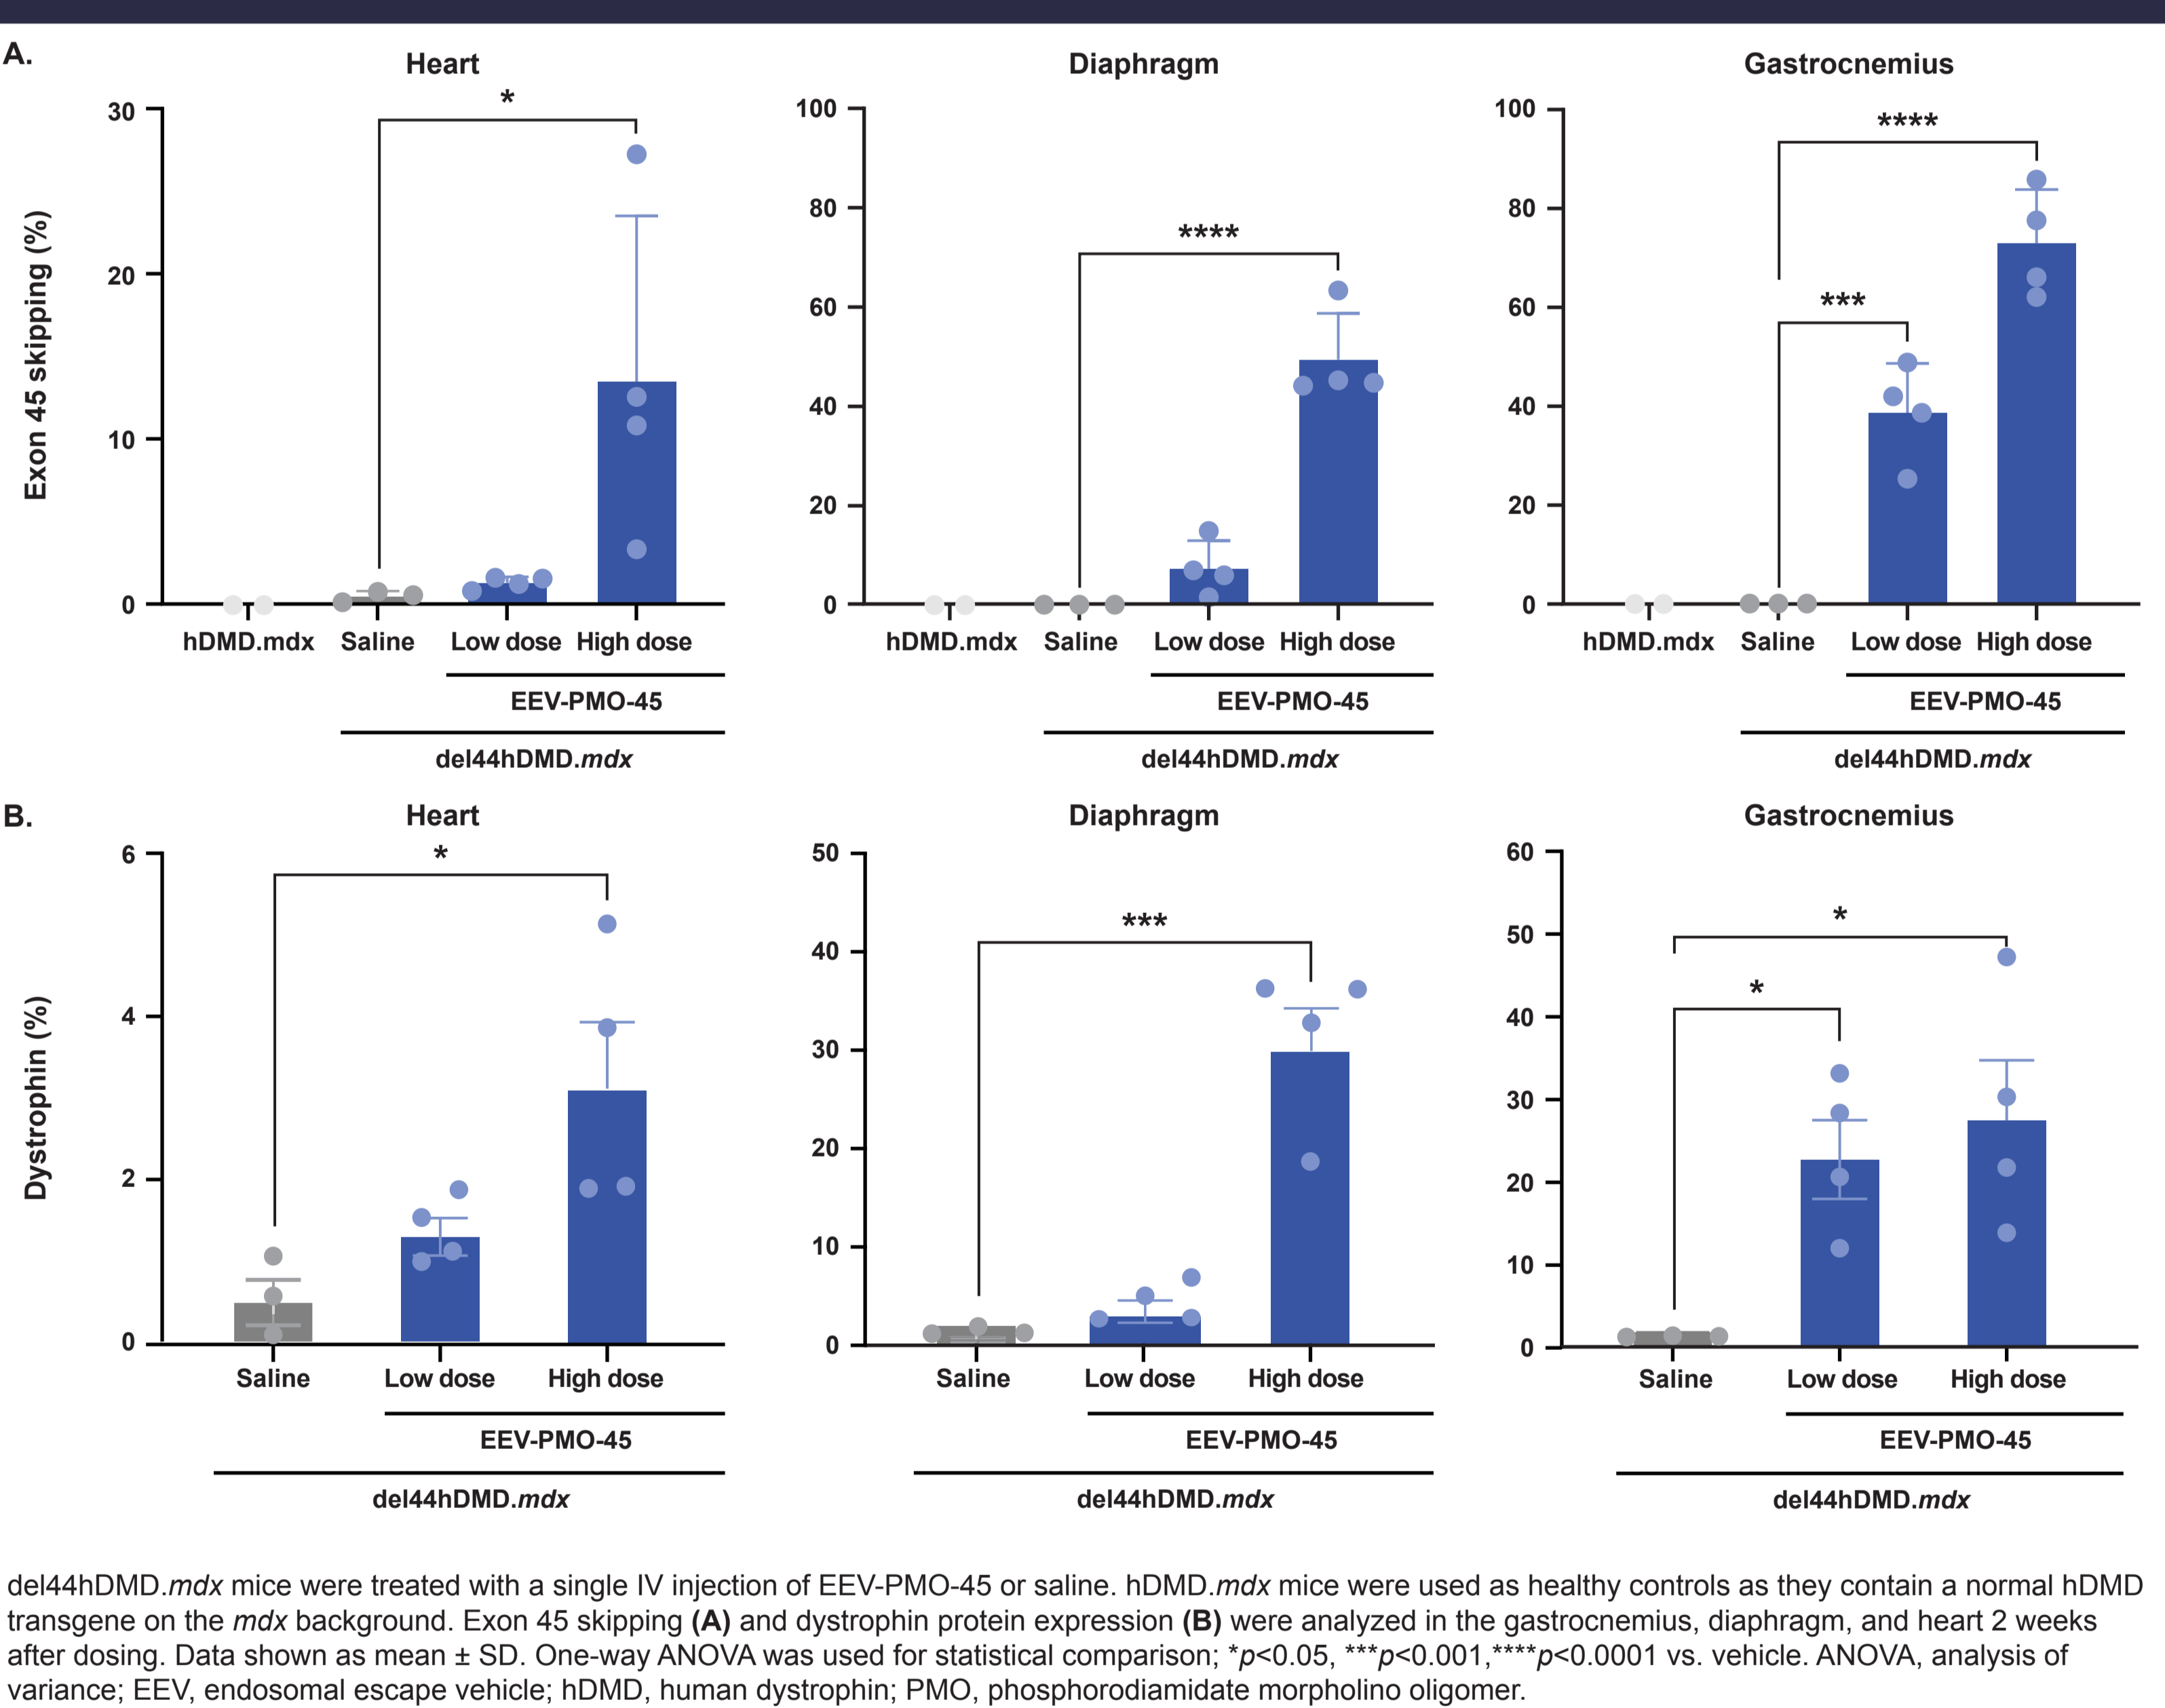 A.
Heart
Diaphragm
Gastrocnemius
Exon 45 skipping (%)
30
20
10
0
*
hDMD.mdx Saline Low dose High dose
EEV-PMO-45
del44hDMD.mdx
100
80
60
40
20
0
****
hDMD.mdx Saline Low dose High dose
EEV-PMO-45
del44hDMD.mdx
100
80
60
40
20
0
****
***
hDMD.mdx Saline Low dose High dose
EEV-PMO-45
del44hDMD.mdx
B.
Heart
Diaphragm
Gastrocnemius
Dystrophin (%)
6
4
2
0
*
Saline Low dose High dose
EEV-PMO-45
del44hDMD.mdx
50
40
30
20
10
0
***
Saline Low dose High dose
EEV-PMO-45
del44hDMD.mdx
60
50
40
30
20
10
0
*
*
Saline Low dose High dose
EEV-PMO-45
del44hDMD.mdx
del44hDMD.mdx mice were treated with a single IV injection of EEV-PMO-45 or saline. hDMD.mdx mice were used as healthy controls as they contain a normal hDMD
transgene on the mdx background. Exon 45 skipping (A) and dystrophin protein expression (B) were analyzed in the gastrocnemius, diaphragm, and heart 2 weeks
after dosing. Data shown as mean ± SD. One-way ANOVA was used for statistical comparison; *p<0.05, ***p<0.001,****p<0.0001 vs. vehicle. ANOVA, analysis of
variance; EEV, endosomal escape vehicle; hDMD, human dystrophin; PMO, phosphorodiamidate morpholino oligomer.